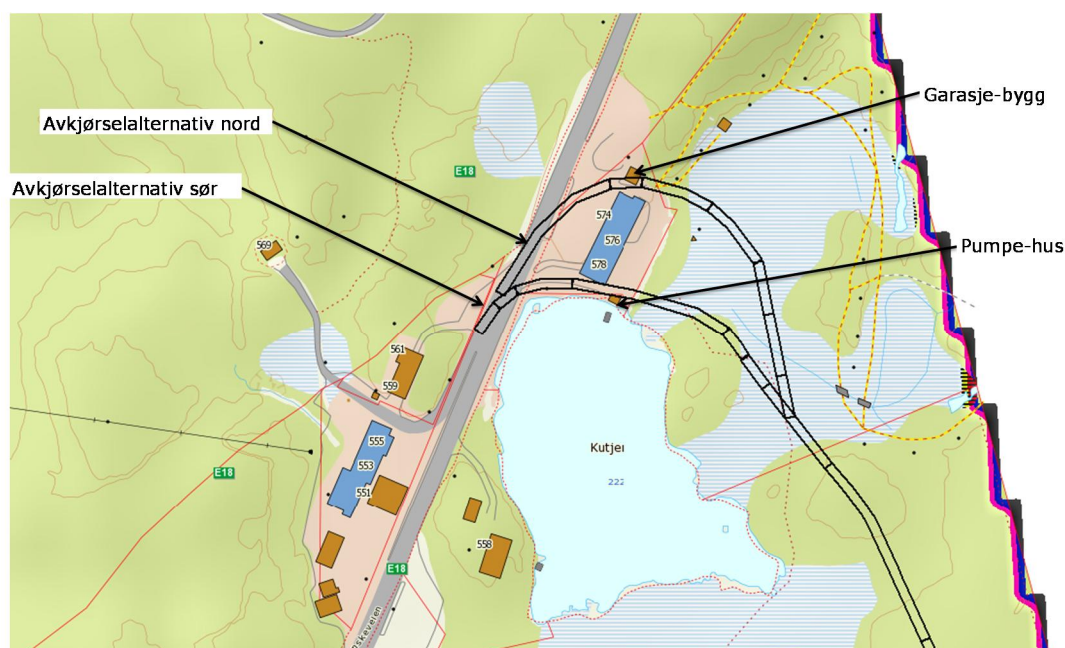 Garasje-bygg
Avkjørselalternativ nord
E18
Avkjørselalternativ sør
574
576
569
578
Pumpe-hus
561
559
555
Kutjer
553
E18
222
551
558
E18